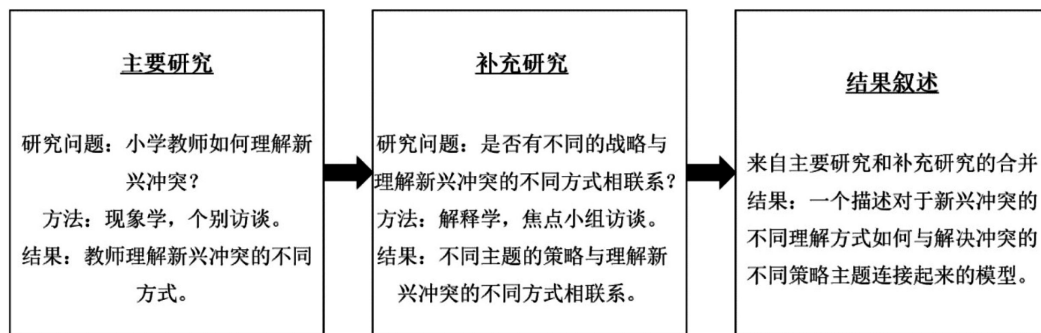 主要研究
研究问题：小学教师如何理解新
兴冲突？
方法：现象学，个别访谈。
结果：教师理解新兴冲突的不同
方式。
补充研究
研究问题：是否有不同的战略与
理解新兴冲突的不同方式相联系？
方法：解释学，焦点小组访谈。
结果：不同主题的策略与理解新
兴冲突的不同方式相联系。
结果叙述
来自主要研究和补充研究的合并
结果：一个描述对于新兴冲突的
不同理解方式如何与解决冲突的
不同策略主题连接起来的模型。